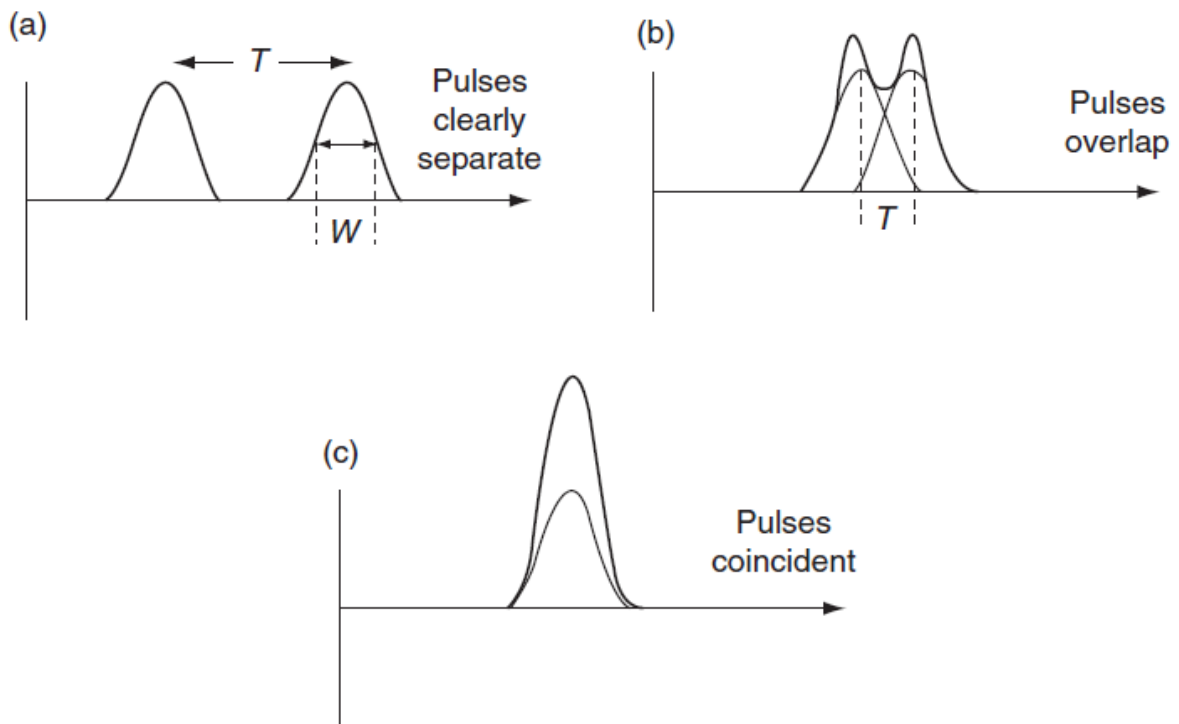 (a)
T
Pulses
clearly
separate
W
(b)
Pulses
overlap
T
(c)
Pulses
coincident